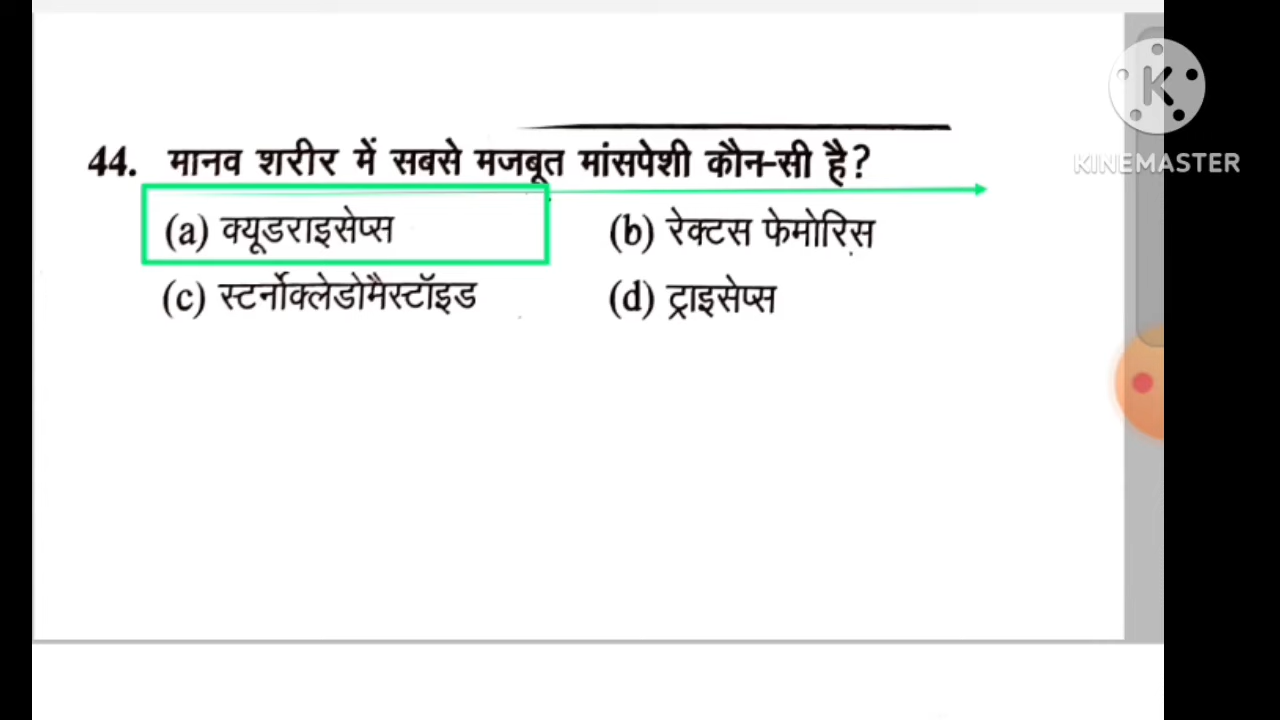 K
KINEMASTER
44. मानव शरीर में सबसे मजबूत मांसपेशी कौन-सी है?
(a) क्यूडराइसेप्स (b) रेक्टस फेमोरिस
(c) स्टर्नोक्लेडोमैस्टॉइड (d) ट्राइसेप्स